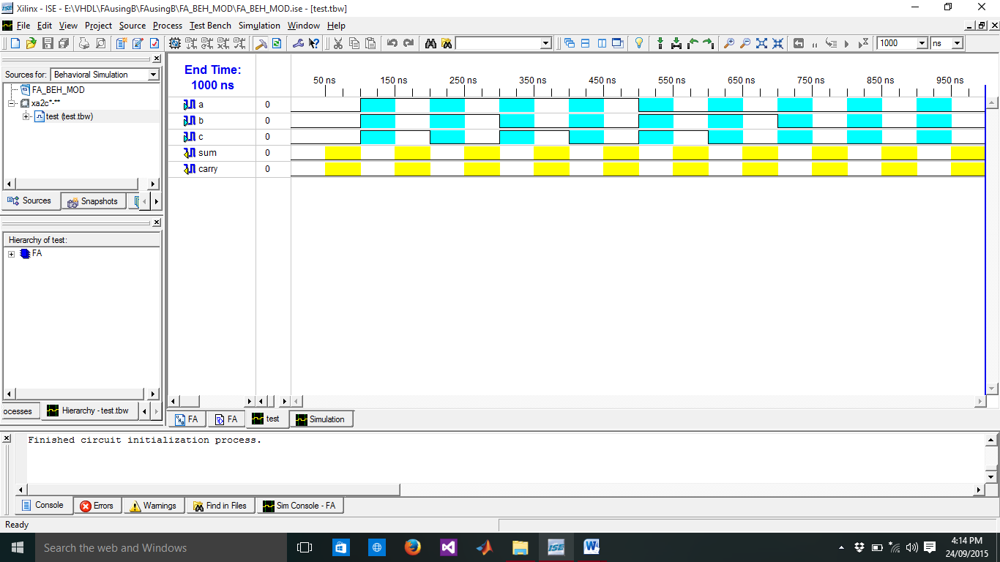 Xilinx - ISE - E:\VHDL\FAusingB\FAusingB\FA_BEH_MOD\FA_BEH_MOD.ise - [test.tbw]
File Edit View Project Source Process Test Bench Simulation Window Help
1000 ns
Sources for: Behavioral Simulation
FA_BEH_MOD
xa2c*-**
test (test.tbw)
Sources Snapshots
Hierarchy of test:
FA
ocesses Hierarchy - test.tbw
End Time:
1000 ns
50 ns 150 ns 250 ns 350 ns 450 ns 550 ns 650 ns 750 ns 850 ns 950 ns
a 0
b 0
c 0
sum 0
carry 0
FA FA test Simulation
Finished circuit initialization process.
Console Errors Warnings Find in Files Sim Console - FA
Ready
Search the web and Windows
ISE
4:14 PM
24/09/2015